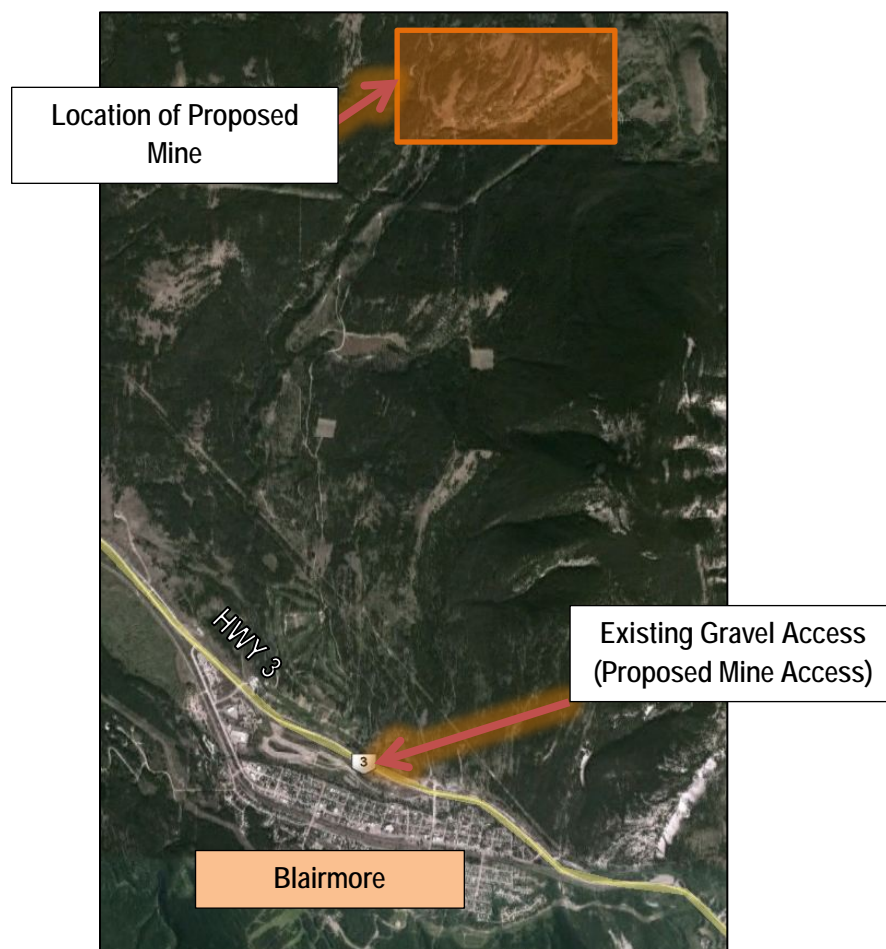 Location of Proposed
Mine
HWY 3
Existing Gravel Access
(Proposed Mine Access)
3
Blairmore